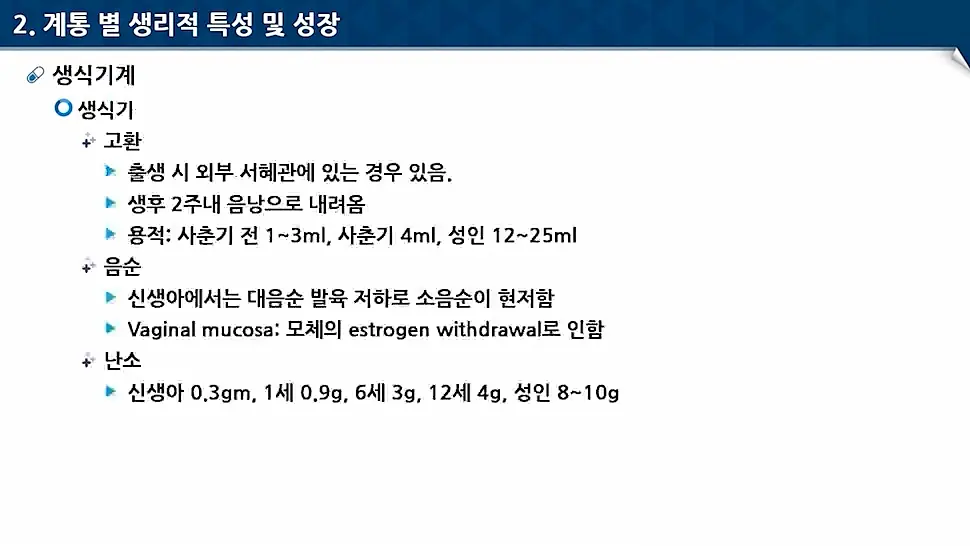 2. 계통 별 생리적 특성 및 성장
생식기계
생식기
고환
출생 시 외부 서혜관에 있는 경우 있음.
생후 2주내 음낭으로 내려옴
용적: 사춘기 전 1~3ml, 사춘기 4ml, 성인 12~25ml
음순
신생아에서는 대음순 발육 저하로 소음순이 현저함
Vaginal mucosa: 모체의 estrogen withdrawal로 인함
난소
신생아 0.3gm, 1세 0.9g, 6세 3g, 12세 4g, 성인 8~10g